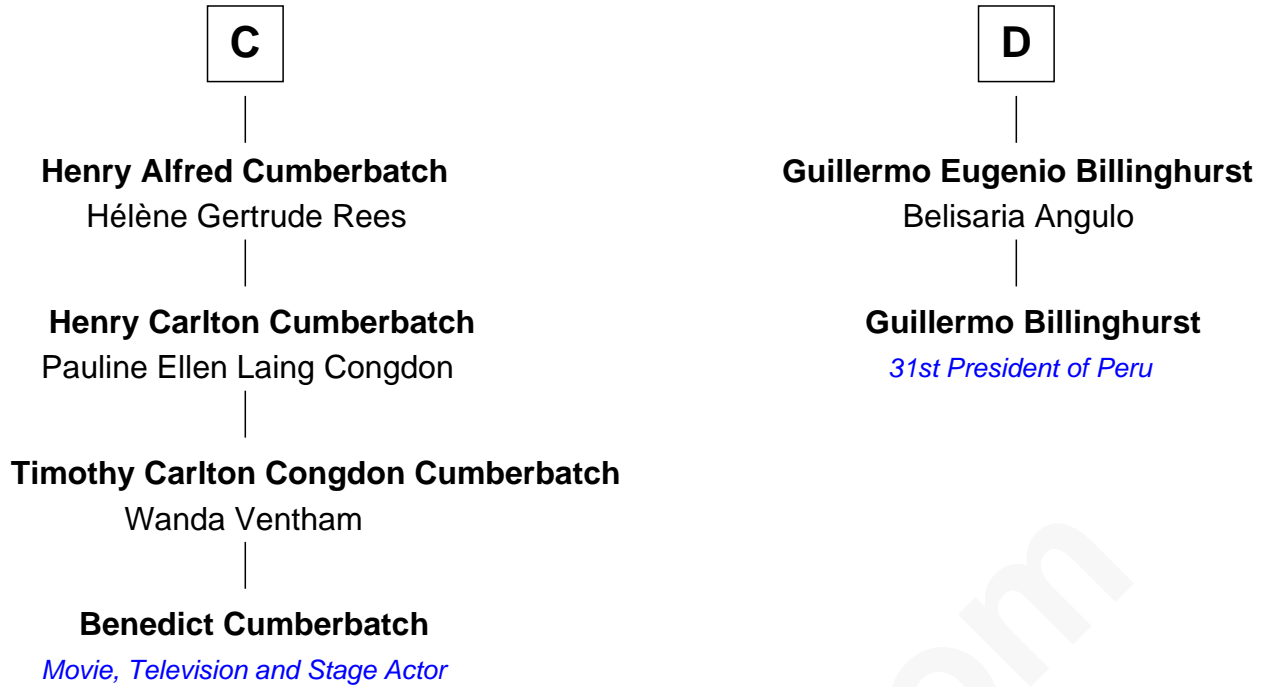 C
Henry Alfred Cumberbatch
Hélène Gertrude Rees
Henry Carlton Cumberbatch
Pauline Ellen Laing Congdon
Timothy Carlton Congdon Cumberbatch
Wanda Ventham
Benedict Cumberbatch
Movie, Television and Stage Actor
D
Guillermo Eugenio Billinghurst
Belisaria Angulo
Guillermo Billinghurst
31st President of Peru
om